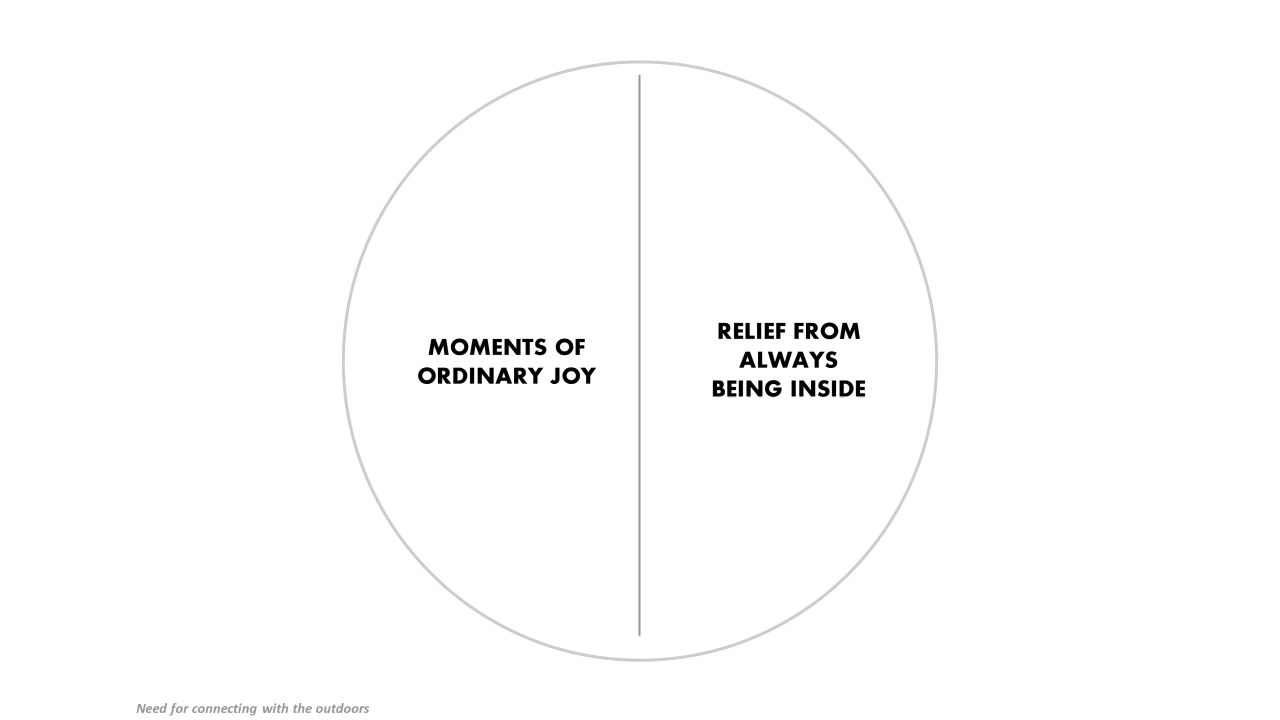 MOMENTS OF
ORDINARY JOY
RELIEF FROM
ALWAYS
BEING INSIDE
Need for connecting with the outdoors